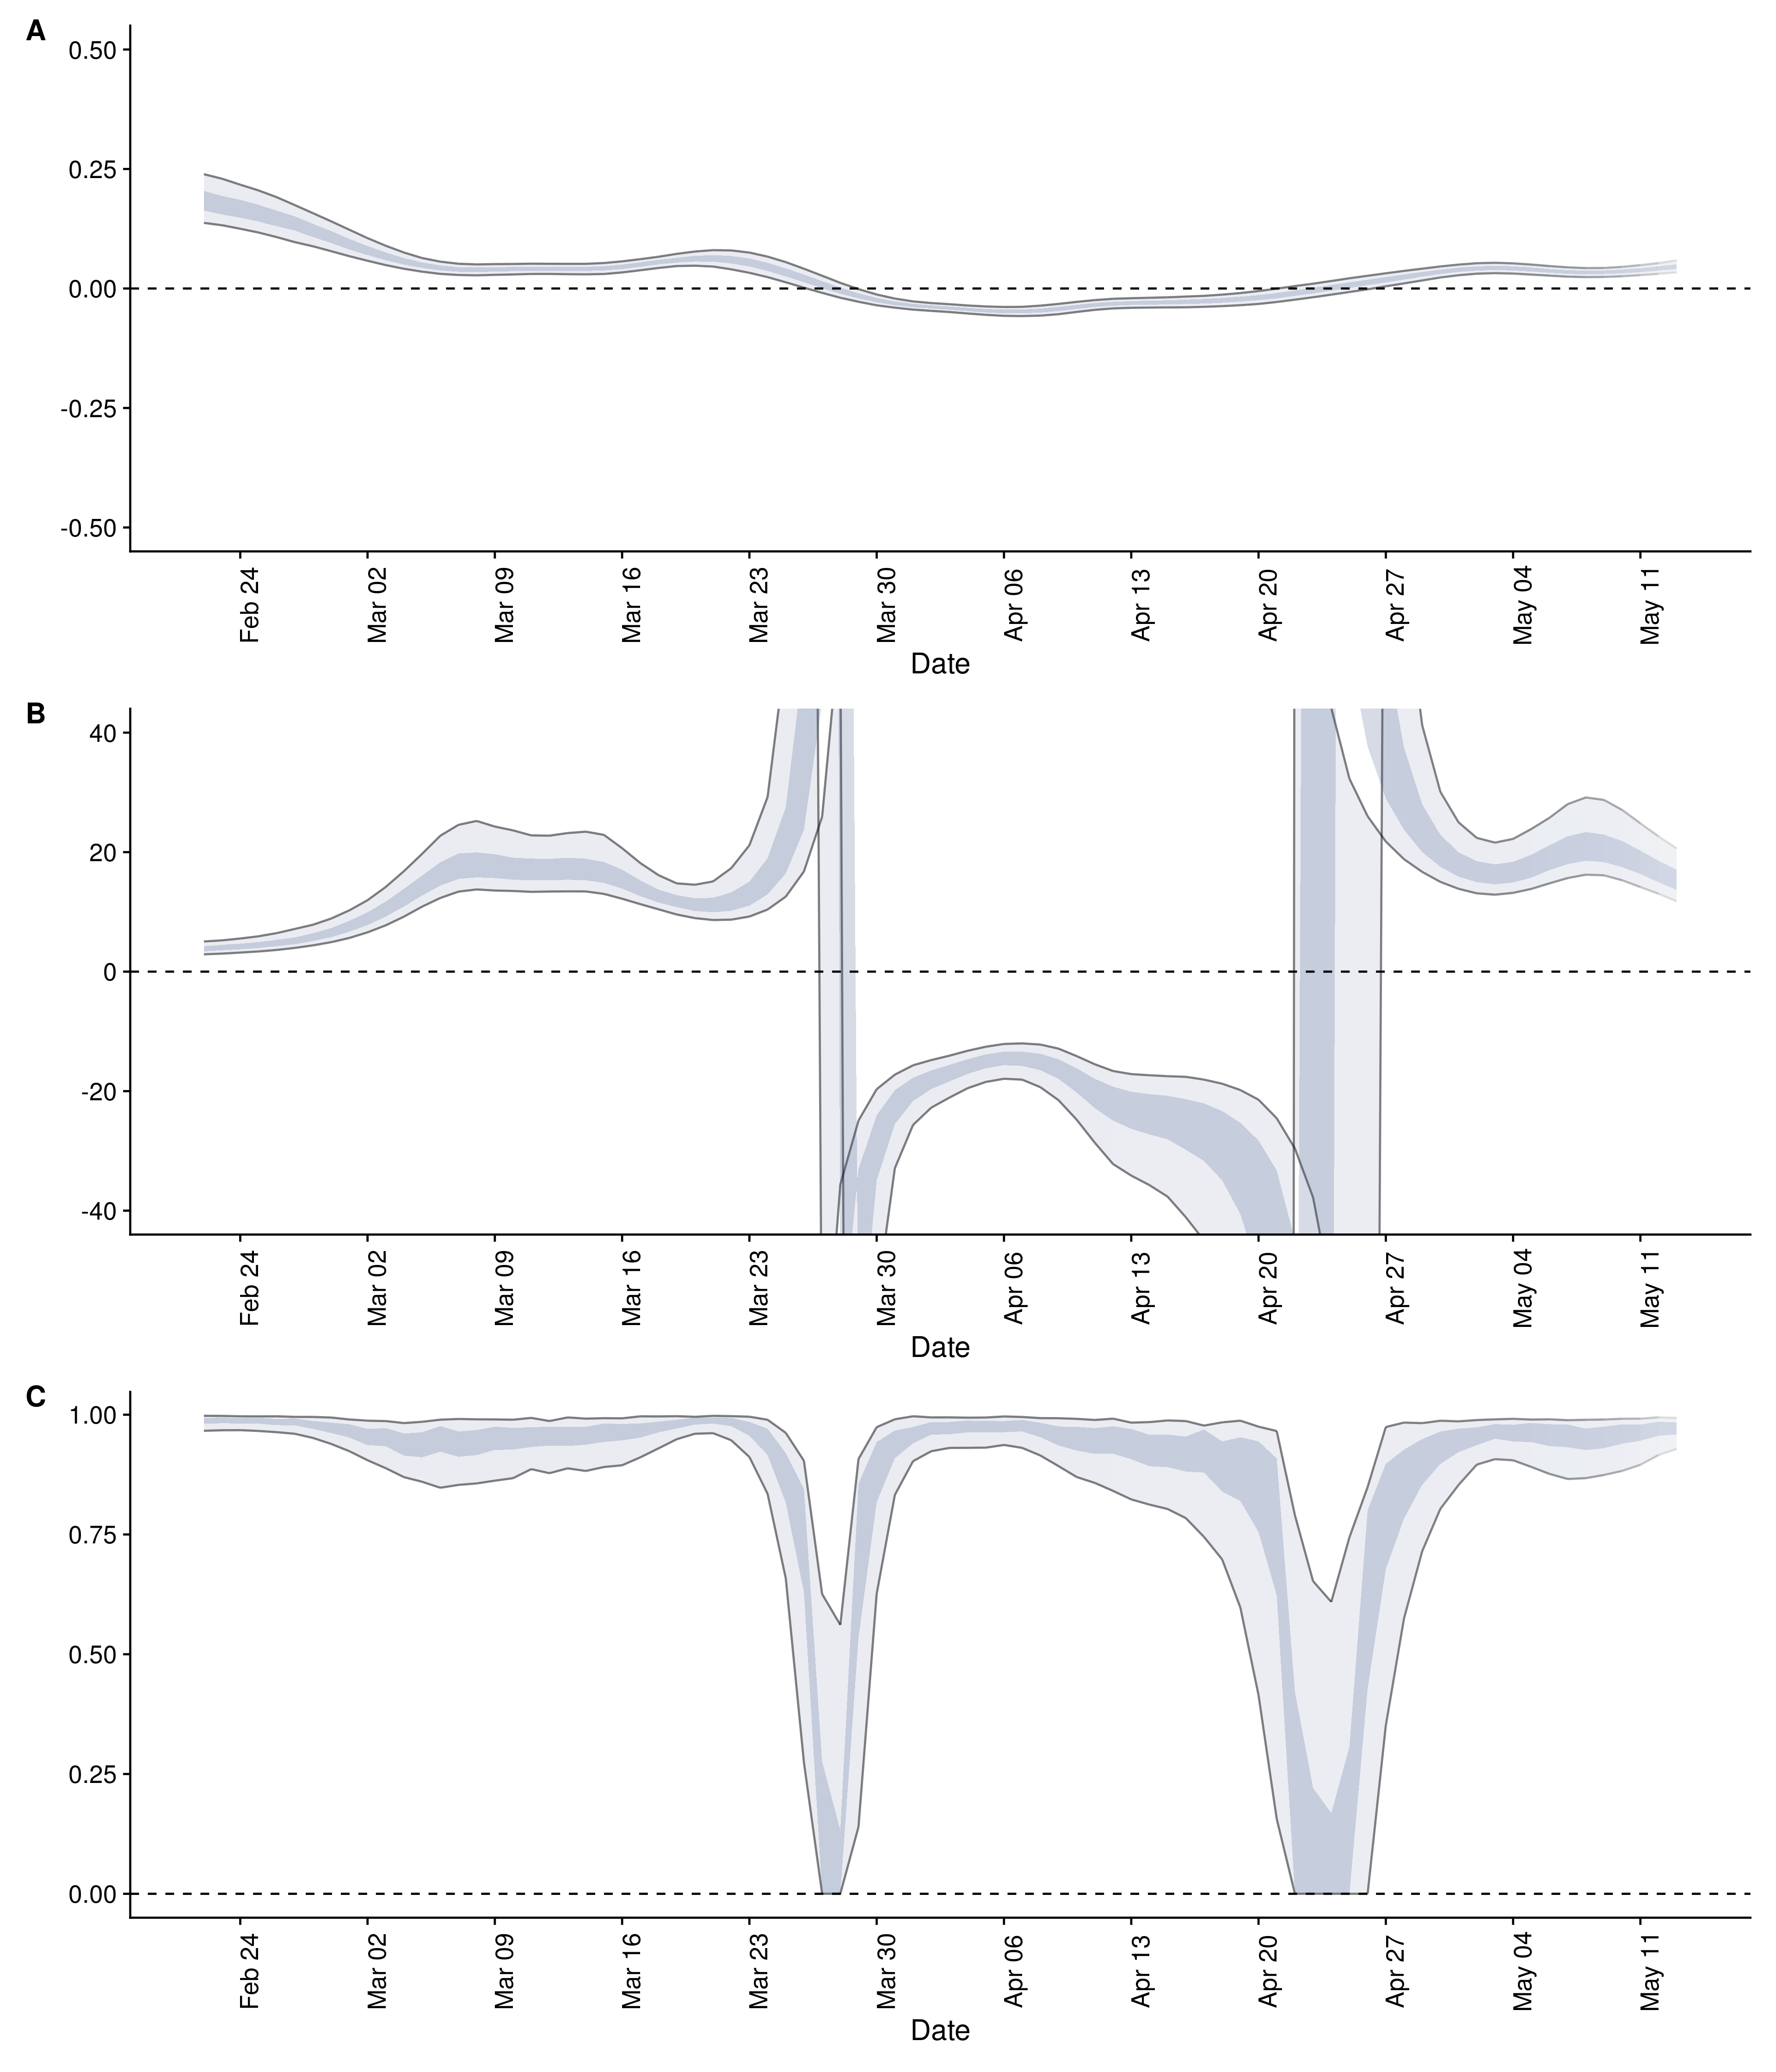 A
0.50
0.25
0.00
-0.25
-0.50
Feb 24
Mar 02
Mar 09
Mar 16
Mar 23
Mar 30
Apr 06
Apr 13
Apr 20
Apr 27
May 04
May 11
Date
B
40
20
0
-20
-40
Feb 24
Mar 02
Mar 09
Mar 16
Mar 23
Mar 30
Apr 06
Apr 13
Apr 20
Apr 27
May 04
May 11
Date
C
1.00
0.75
0.50
0.25
0.00
Feb 24
Mar 02
Mar 09
Mar 16
Mar 23
Mar 30
Apr 06
Apr 13
Apr 20
Apr 27
May 04
May 11
Date